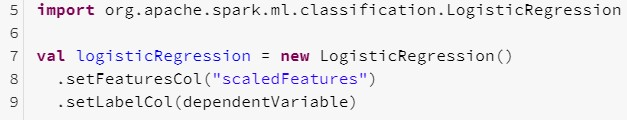 5 import org.apache.spark.ml.classification.LogisticRegression
6
7 val logisticRegression = new LogisticRegression()
8   .setFeaturesCol("scaledFeatures")
9   .setLabelCol(dependentVariable)